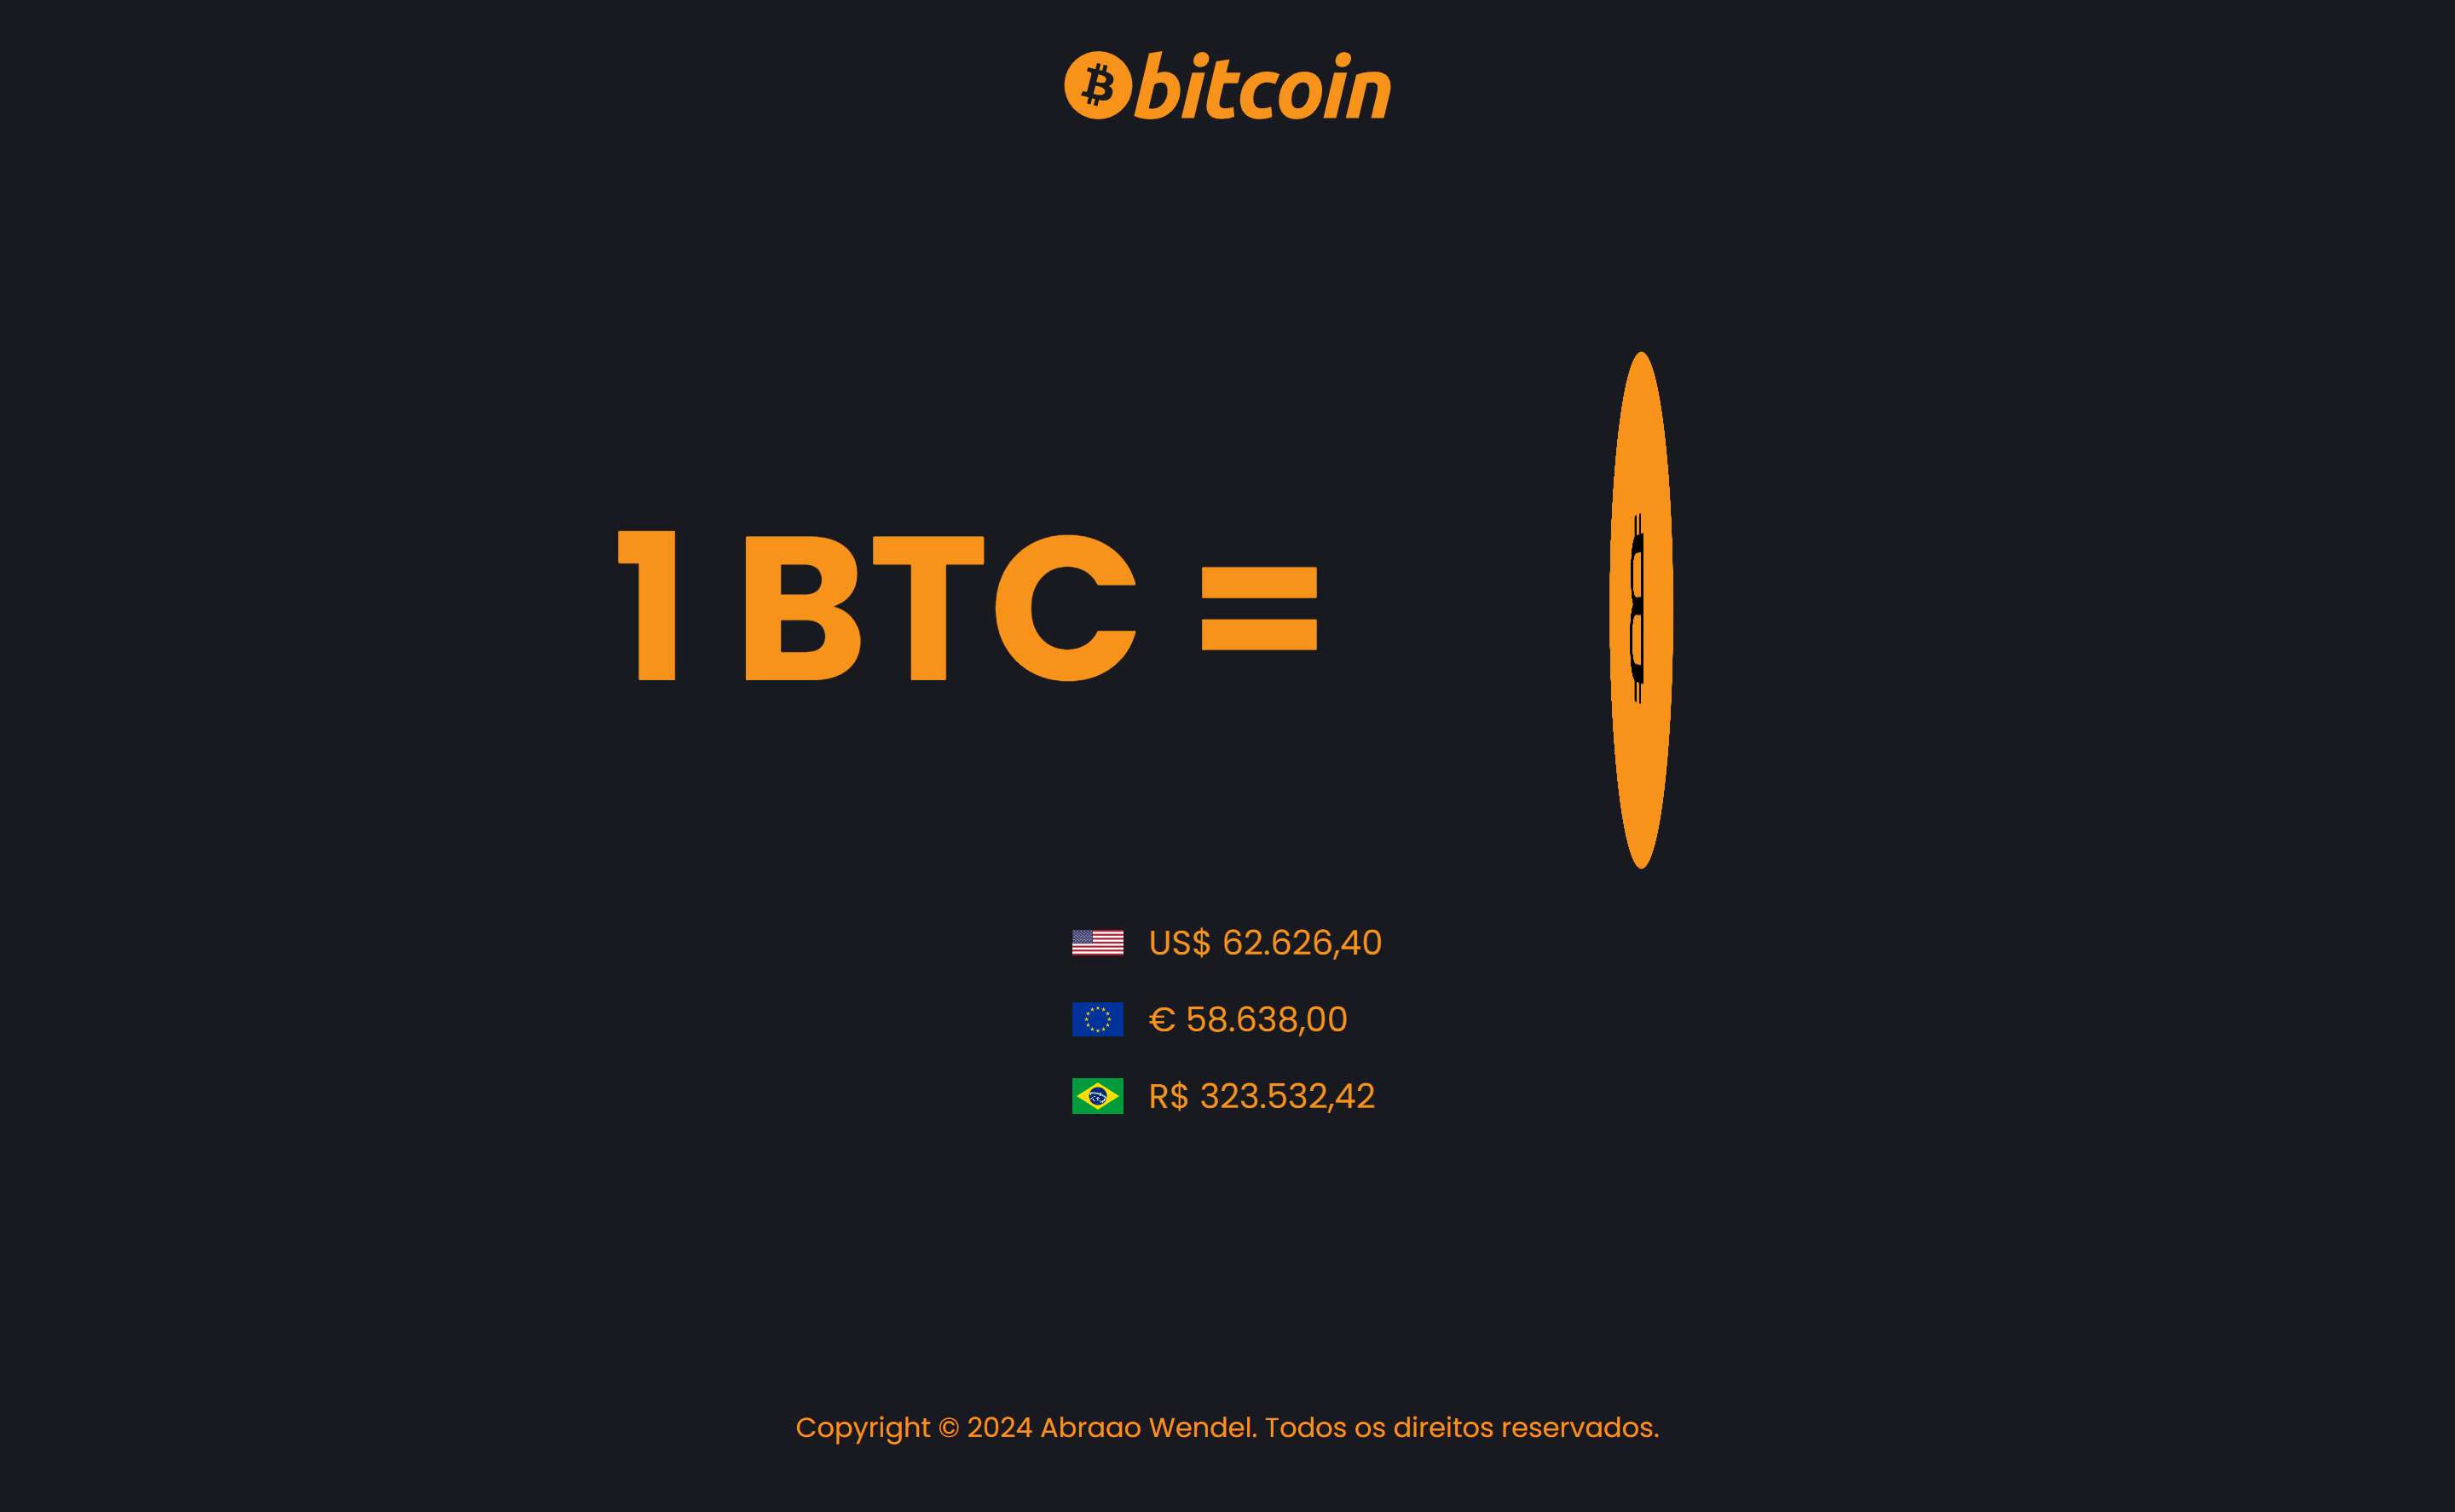 bitcoin
1 BTC =
US$ 62.626,40
€ 58.638,00
R$ 323.532,42
Copyright © 2024 Abraao Wendel. Todos os direitos reservados.